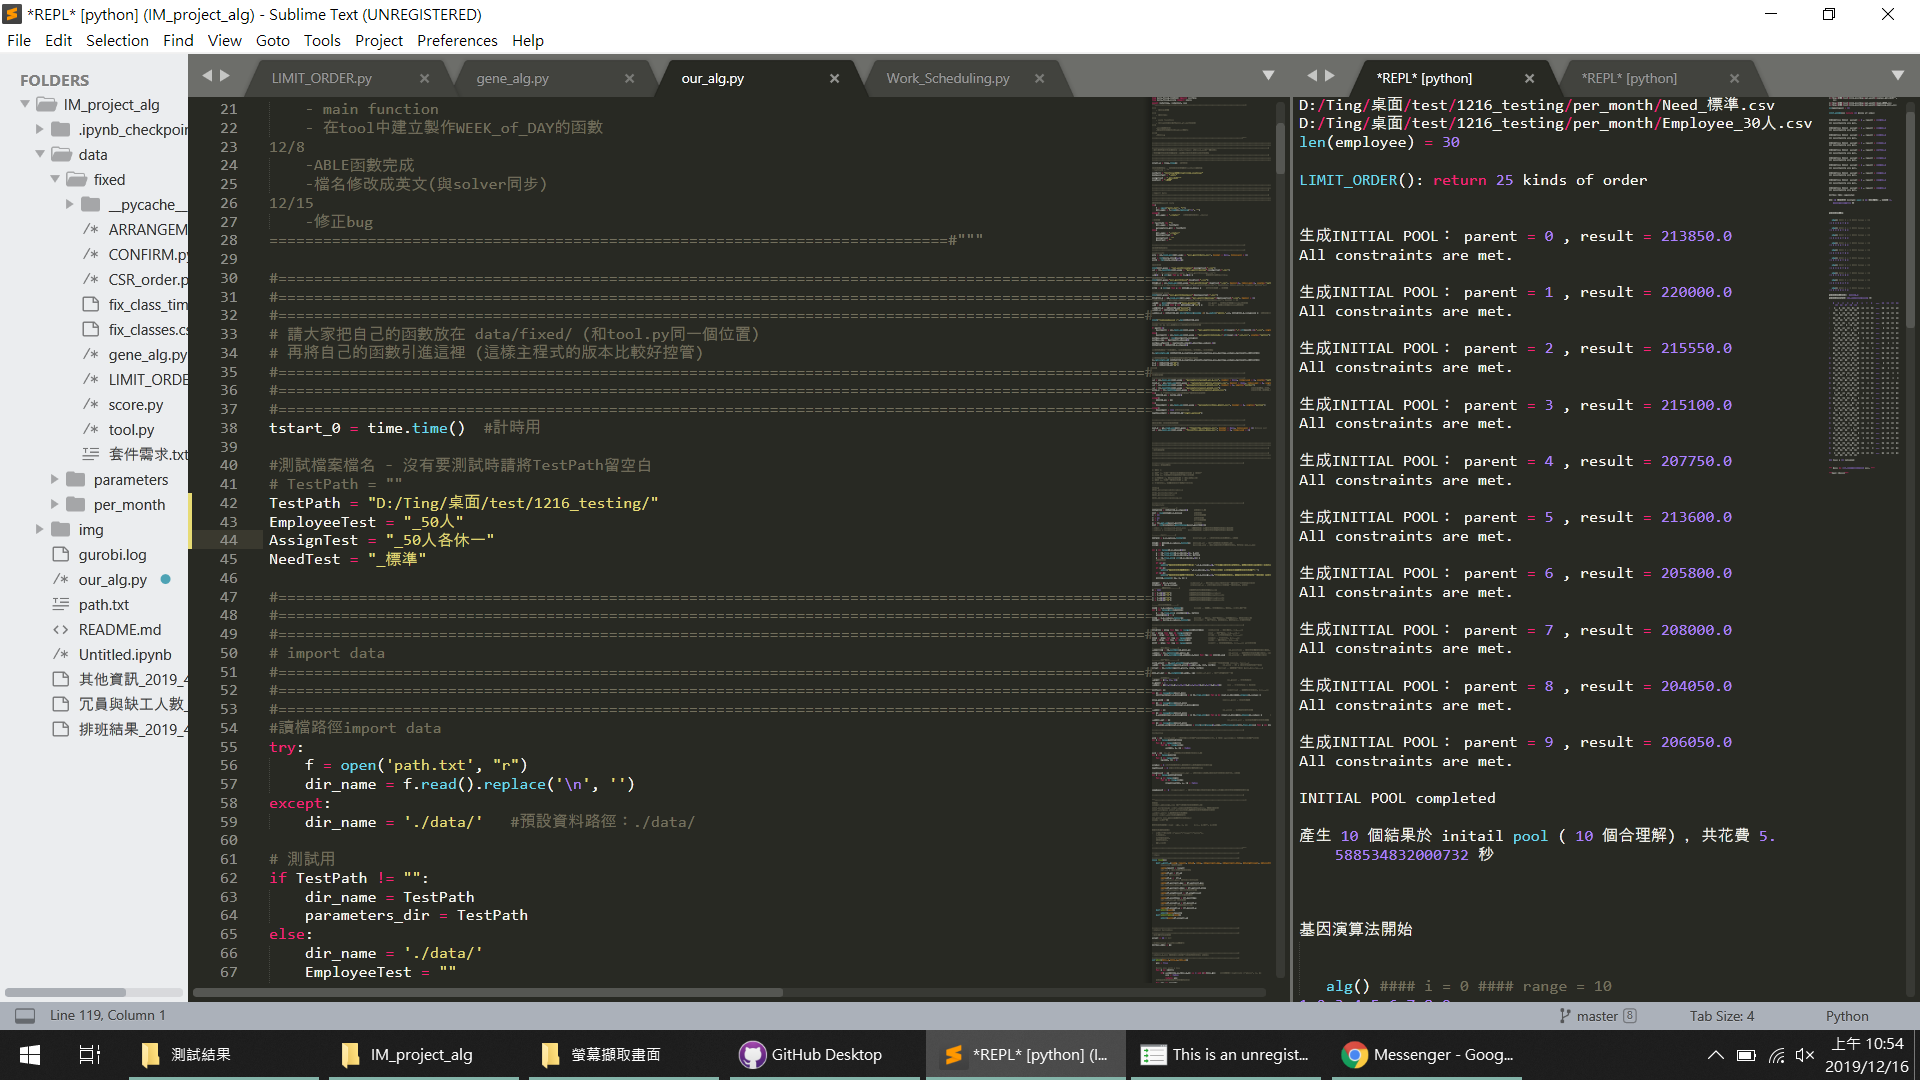 *REPL* [python] (IM_project_alg) - Sublime Text (UNREGISTERED)
File Edit Selection Find View Goto Tools Project Preferences Help
FOLDERS
IM_project_alg
.ipynb_checkpoin
data
fixed
__pycache__
ARRANGEM
CONFIRM.py
CSR_order.p
fix_class_tim
fix_classes.cs
gene_alg.py
LIMIT_ORDE
score.py
tool.py
套件需求.txt
parameters
per_month
img
gurobi.log
our_alg.py
path.txt
README.md
Untitled.ipynb
其他資訊_2019_4
冗員與缺工人數_
排班結果_2019_4
LIMIT_ORDER.py
gene_alg.py
our_alg.py
Work_Scheduling.py
21 - main function
22 - 在tool中建立製作WEEK_of_DAY的函數
23 12/8
24 -ABLE函數完成
25 -檔名修改成英文(與solver同步)
26 12/15
27 -修正bug
28 ============================================================================#"""
29
30 #==================================================================================================
31 #==================================================================================================
32 #==================================================================================================#
33 # 請大家把自己的函數放在 data/fixed/ (和tool.py同一個位置)
34 # 再將自己的函數引進這裡 (這樣主程式的版本比較好控管)
35 #==================================================================================================#
36 #==================================================================================================
37 #==================================================================================================
38 tstart_0 = time.time()  #計時用
39
40 #測試檔案檔名 - 沒有要測試時請將TestPath留空白
41 # TestPath = ""
42 TestPath = "D:/Ting/桌面/test/1216_testing/"
43 EmployeeTest = "_50人"
44 AssignTest = "_50人各休一"
45 NeedTest = "_標準"
46
47 #==================================================================================================
48 #==================================================================================================
49 #==================================================================================================#
50 # import data
51 #==================================================================================================#
52 #==================================================================================================
53 #==================================================================================================
54 #讀檔路徑import data
55 try:
56 f = open('path.txt', "r")
57 dir_name = f.read().replace('\n', '')
58 except:
59 dir_name = './data/'   #預設資料路徑：./data/
60
61 # 測試用
62 if TestPath != "":
63 dir_name = TestPath
64 parameters_dir = TestPath
65 else:
66 dir_name = './data/'
67 EmployeeTest = ""
*REPL* [python]
*REPL* [python]
D:/Ting/桌面/test/1216_testing/per_month/Need_標準.csv
D:/Ting/桌面/test/1216_testing/per_month/Employee_30人.csv
len(employee) = 30
LIMIT_ORDER(): return 25 kinds of order
生成INITIAL POOL： parent = 0 , result = 213850.0
All constraints are met.
生成INITIAL POOL： parent = 1 , result = 220000.0
All constraints are met.
生成INITIAL POOL： parent = 2 , result = 215550.0
All constraints are met.
生成INITIAL POOL： parent = 3 , result = 215100.0
All constraints are met.
生成INITIAL POOL： parent = 4 , result = 207750.0
All constraints are met.
生成INITIAL POOL： parent = 5 , result = 213600.0
All constraints are met.
生成INITIAL POOL： parent = 6 , result = 205800.0
All constraints are met.
生成INITIAL POOL： parent = 7 , result = 208000.0
All constraints are met.
生成INITIAL POOL： parent = 8 , result = 204050.0
All constraints are met.
生成INITIAL POOL： parent = 9 , result = 206050.0
All constraints are met.
INITIAL POOL completed
產生 10 個結果於 initail pool ( 10 個合理解) , 共花費 5.
588534832000732 秒
基因演算法開始
alg() #### i = 0 #### range = 10
Line 119, Column 1
master 8
Tab Size: 4
Python
測試結果
IM_project_alg
螢幕擷取畫面
GitHub Desktop
*REPL* [python] (I...
This is an unregist...
Messenger - Goog...
上午 10:54
2019/12/16